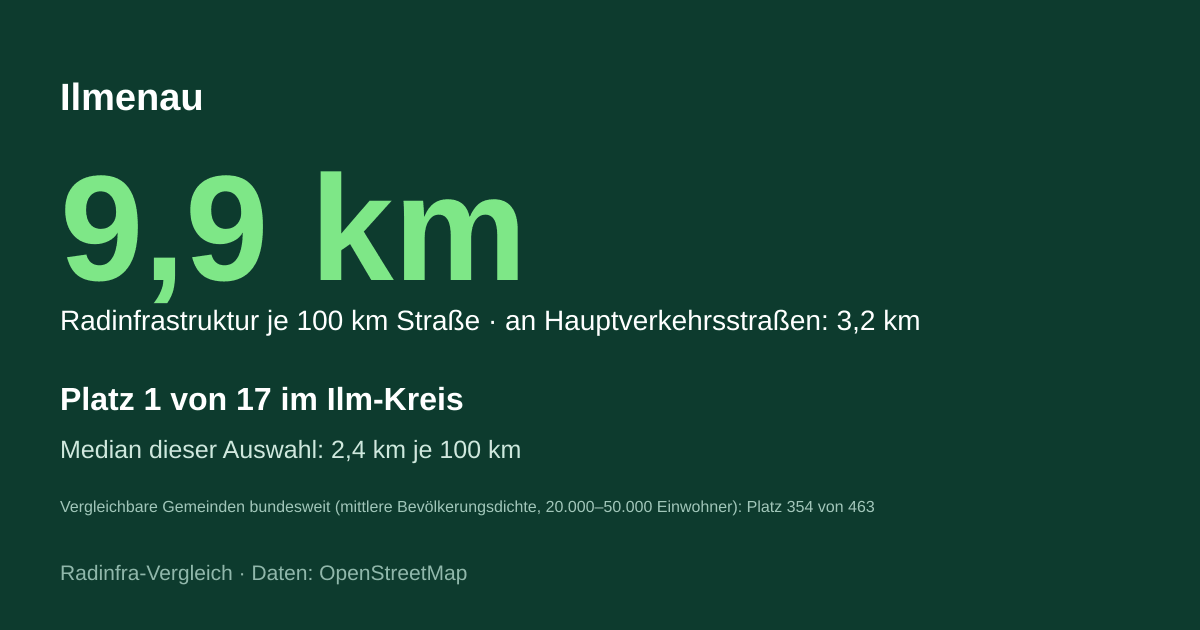 Ilmenau
9,9 km
Radinfrastruktur je 100 km Straße · an Hauptverkehrsstraßen: 3,2 km
Platz 1 von 17 im Ilm-Kreis
Median dieser Auswahl: 2,4 km je 100 km
Vergleichbare Gemeinden bundesweit (mittlere Bevölkerungsdichte, 20.000–50.000 Einwohner): Platz 354 von 463
Radinfra-Vergleich · Daten: OpenStreetMap